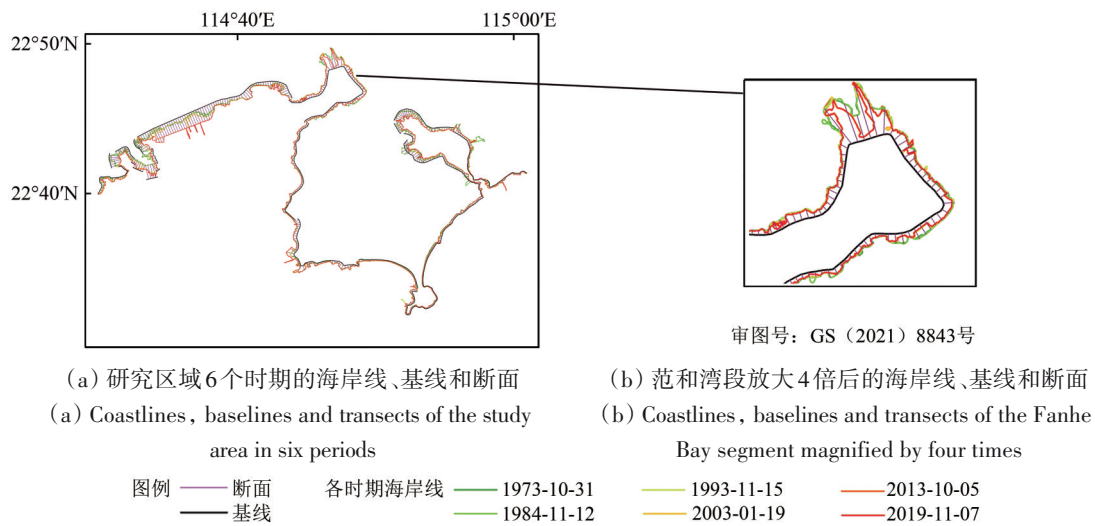 114°40′E
115°00′E
22°50′N
22°40′N
审图号：GS（2021）8843号
（a）研究区域6个时期的海岸线、基线和断面
（b）范和湾段放大4倍后的海岸线、基线和断面
（a）Coastlines，baselines and transects of the study
area in six periods
（b）Coastlines，baselines and transects of the Fanhe
Bay segment magnified by four times
图例 断面 各时期海岸线 1973-10-31 1993-11-15 2013-10-05
基线 1984-11-12 2003-01-19 2019-11-07